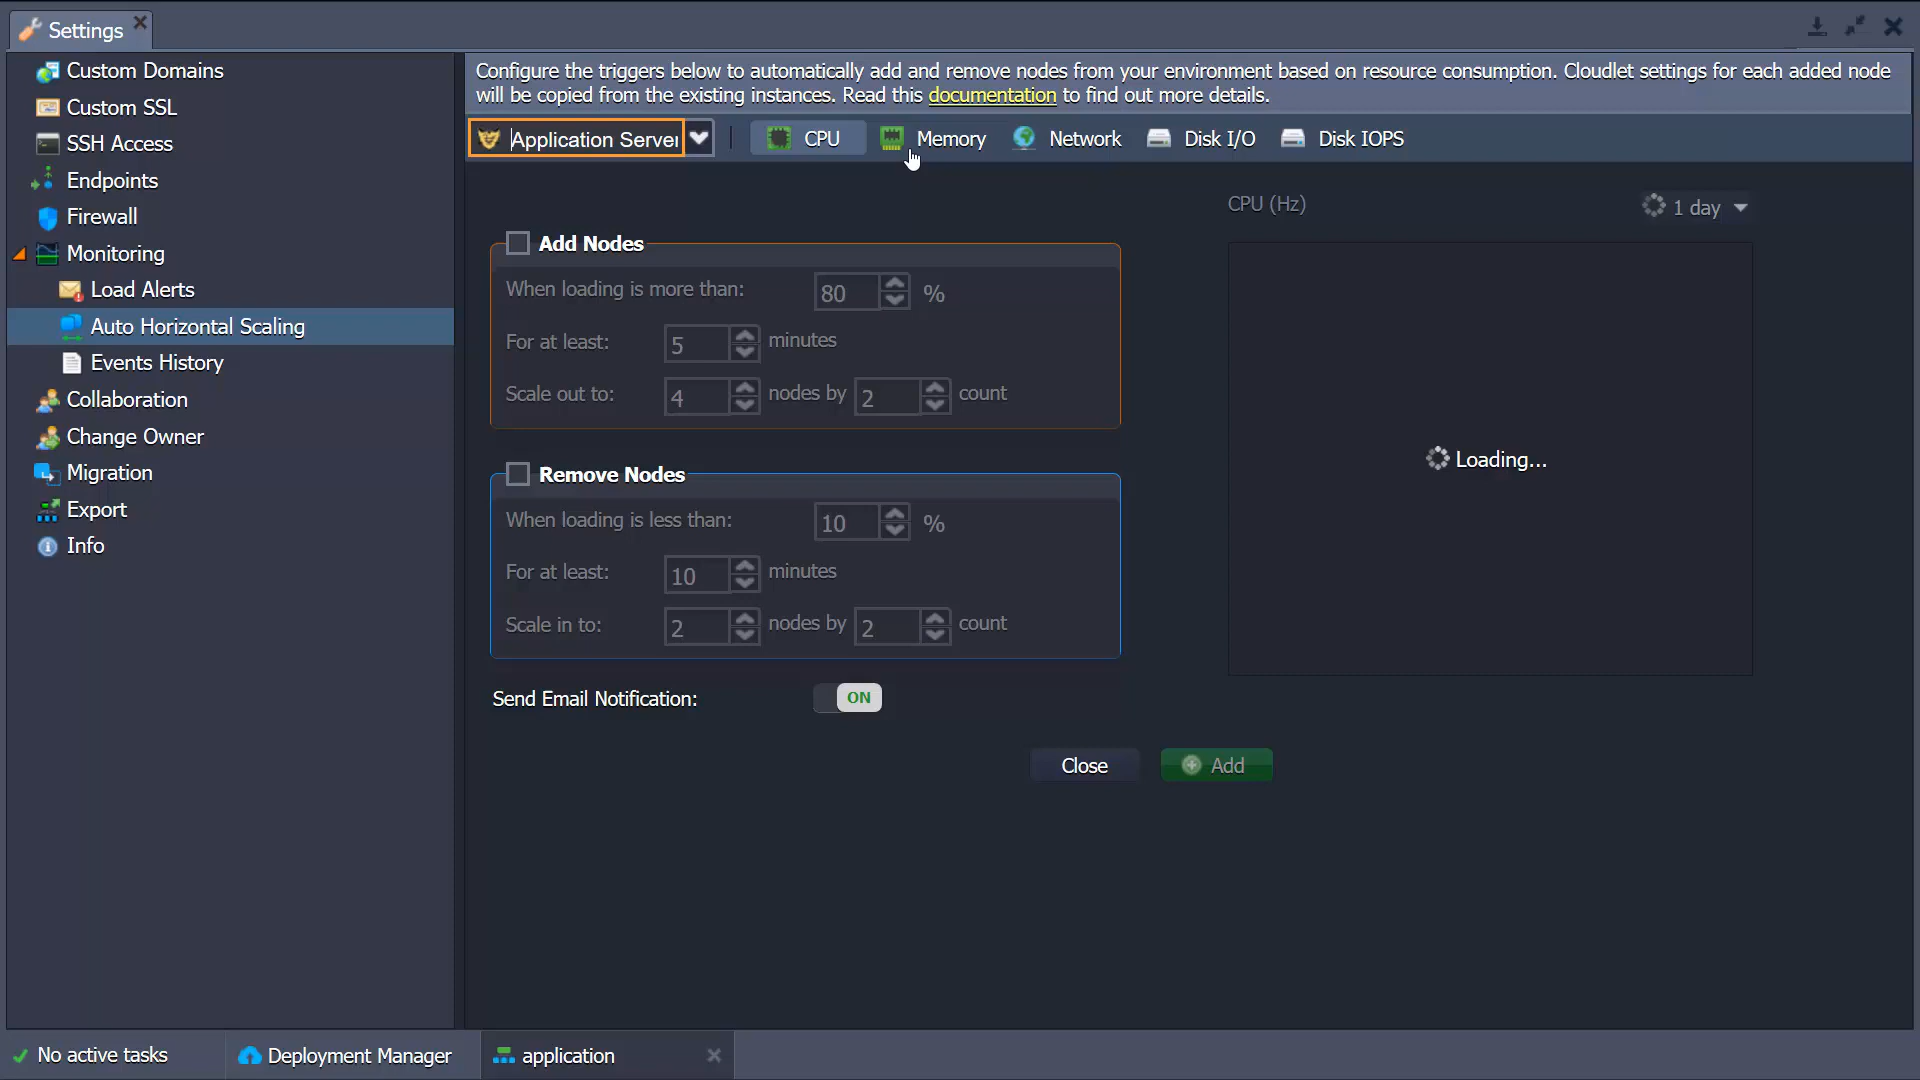 Settings
Custom Domains
Custom SSL
SSH Access
Endpoints
Firewall
Monitoring
Load Alerts
Auto Horizontal Scaling
Events History
Collaboration
Change Owner
Migration
Export
Info
Configure the triggers below to automatically add and remove nodes from your environment based on resource consumption. Cloudlet settings for each added node
will be copied from the existing instances. Read this documentation to find out more details.
Application Server
CPU Memory Network Disk I/O Disk IOPS
CPU (Hz) 1 day
Add Nodes
When loading is more than: 80 %
For at least: 5 minutes
Scale out to: 4 nodes by 2 count
Loading...
Remove Nodes
When loading is less than: 10 %
For at least: 10 minutes
Scale in to: 2 nodes by 2 count
Send Email Notification: ON
Close Add
No active tasks Deployment Manager application